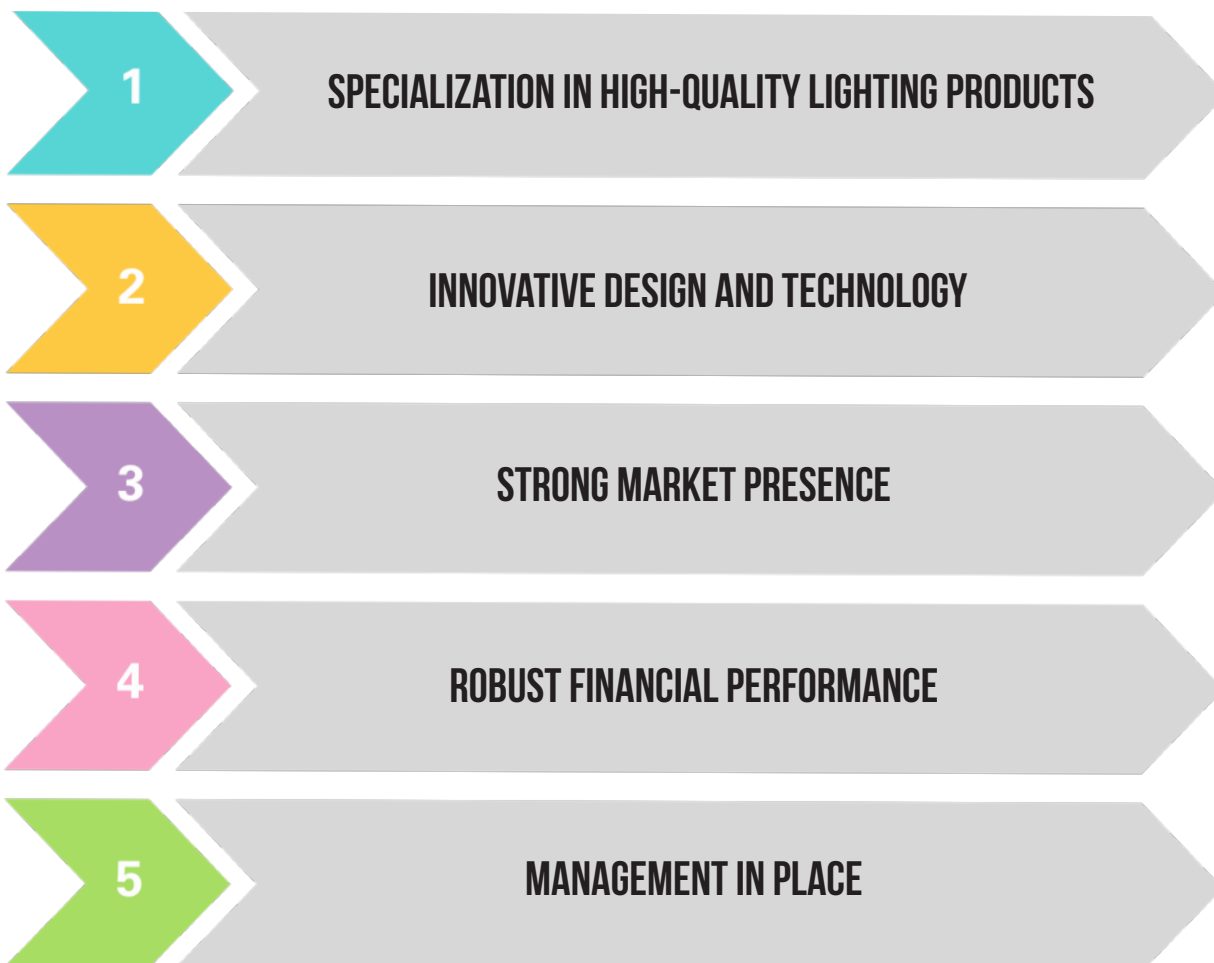 1
SPECIALIZATION IN HIGH-QUALITY LIGHTING PRODUCTS
2
INNOVATIVE DESIGN AND TECHNOLOGY
3
STRONG MARKET PRESENCE
4
ROBUST FINANCIAL PERFORMANCE
5
MANAGEMENT IN PLACE